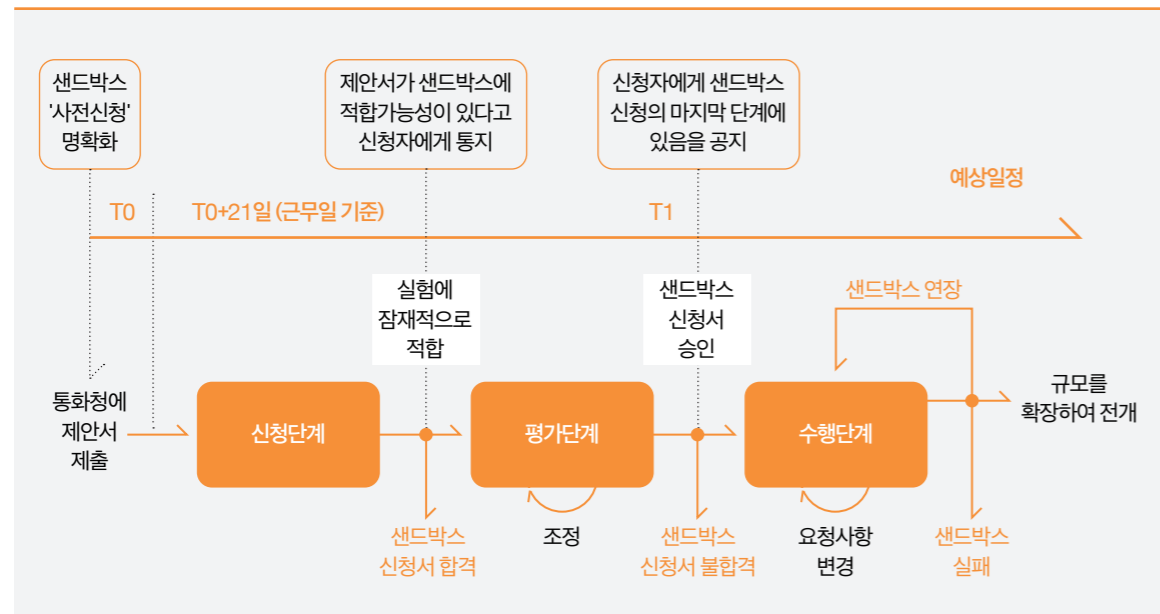 샌드박스
'사전신청'
명확화
제안서가 샌드박스에
적합가능성이 있다고
신청자에게 통지
신청자에게 샌드박스
신청의 마지막 단계에
있음을 공지
예상일정
T0
T0+21일 (근무일 기준)
T1
실험에
잠재적으로
적합
샌드박스
신청서
승인
샌드박스 연장
통화청에
제안서
제출
신청단계
평가단계
수행단계
규모를
확장하여 전개
샌드박스
신청서 합격
조정
샌드박스
신청서 불합격
요청사항
변경
샌드박스
실패